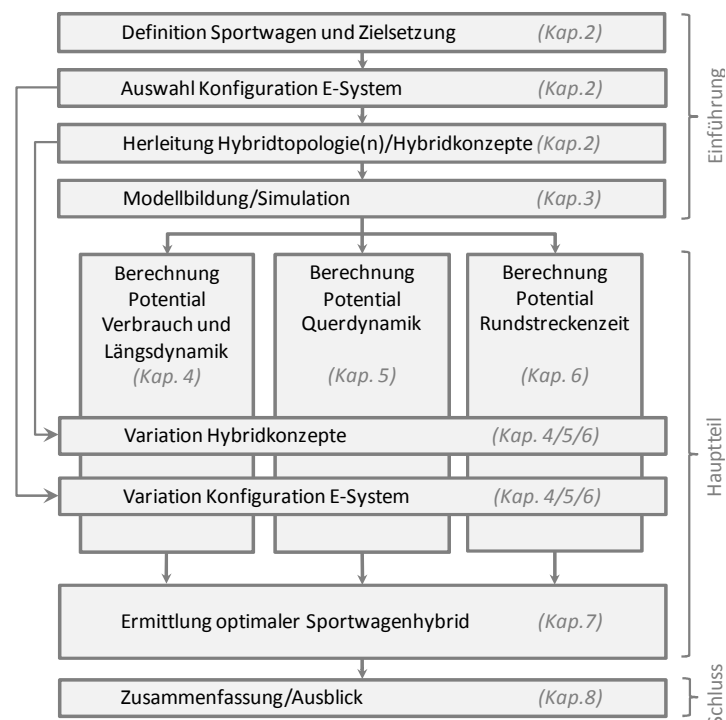 Definition Sportwagen und Zielsetzung (Kap.2)
Auswahl Konfiguration E-System (Kap.2)
Herleitung Hybridtopologie(n)/Hybridkonzepte (Kap.2)
Modellbildung/Simulation (Kap.3)
Einführung
Berechnung
Potential
Verbrauch und
Längsdynamik
(Kap. 4)
Berechnung
Potential
Querdynamik
(Kap. 5)
Berechnung
Potential
Rundstreckenzeit
(Kap. 6)
Variation Hybridkonzepte (Kap. 4/5/6)
Variation Konfiguration E-System (Kap. 4/5/6)
Ermittlung optimaler Sportwagenhybrid (Kap.7)
Hauptteil
Zusammenfassung/Ausblick (Kap.8)
Schluss